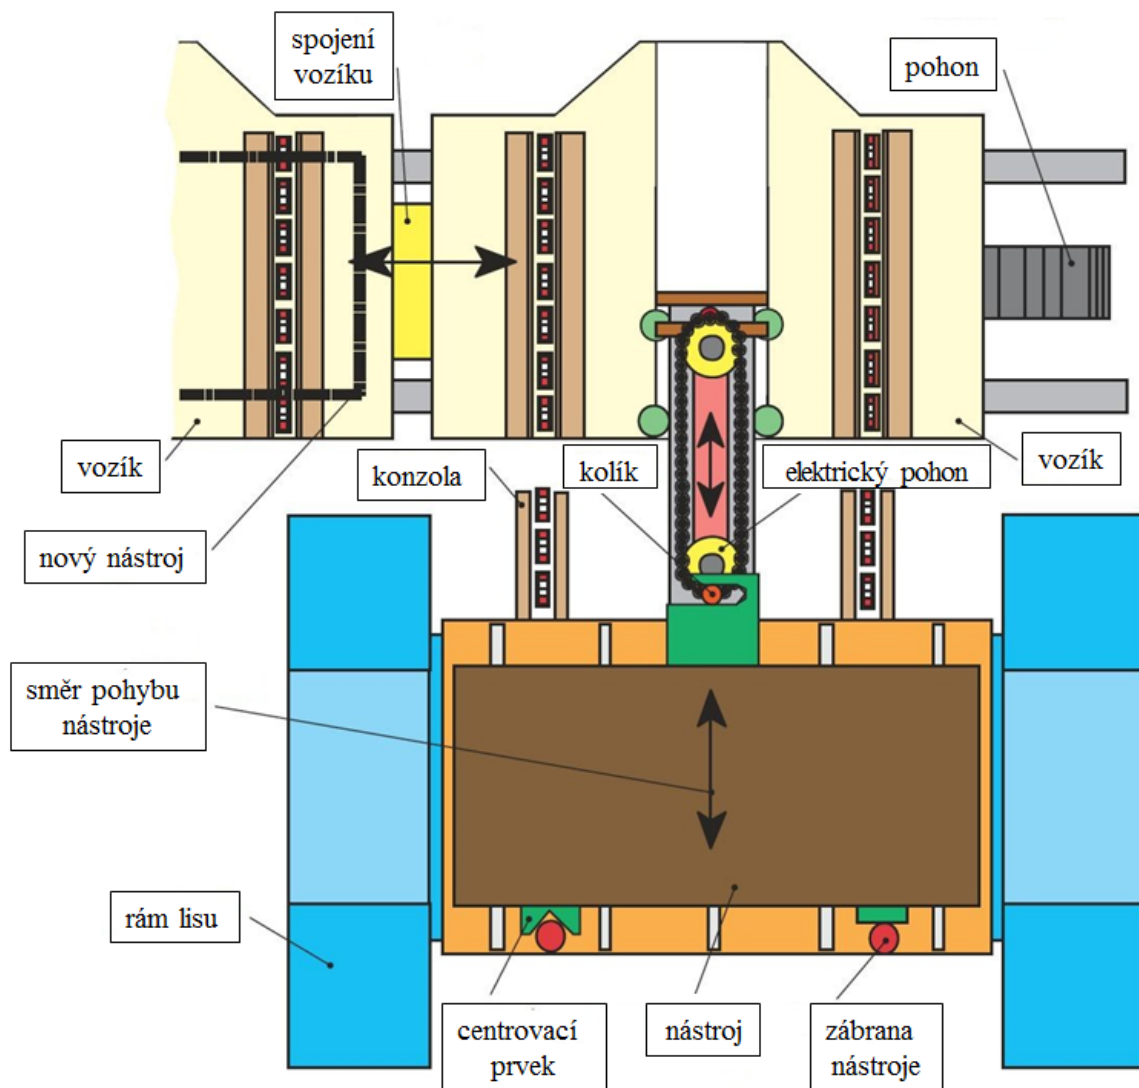 spojení
vozíku
pohon
vozík
konzola
kolík
elektrický pohon
vozík
nový nástroj
směr pohybu
nástroje
rám lisu
centrovací
prvek
nástroj
zábrana
nástroje